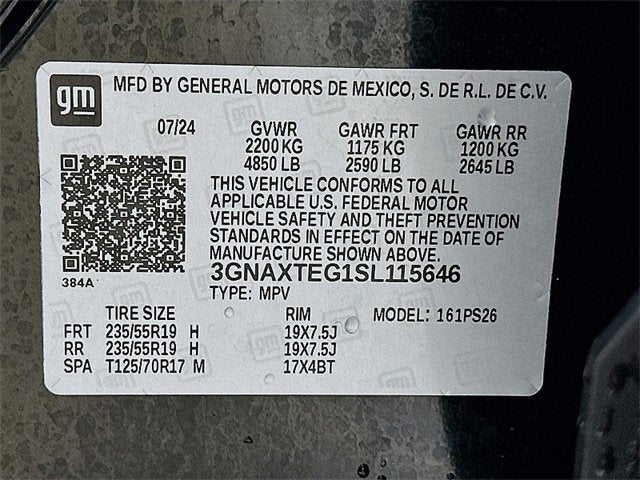 gm
MFD BY GENERAL MOTORS DE MEXICO, S. DE R.L. DE C.V.
07/24 GVWR GAWR FRT GAWR RR
2200 KG 1175 KG 1200 KG
4850 LB 2590 LB 2645 LB
THIS VEHICLE CONFORMS TO ALL
APPLICABLE U.S. FEDERAL MOTOR
VEHICLE SAFETY AND THEFT PREVENTION
STANDARDS IN EFFECT ON THE DATE OF
MANUFACTURE SHOWN ABOVE.
384A 3GNAXTEG1SL115646
TYPE: MPV
TIRE SIZE RIM MODEL: 161PS26
FRT 235/55R19 H 19X7.5J
RR 235/55R19 H 19X7.5J
SPA T125/70R17 M 17X4BT